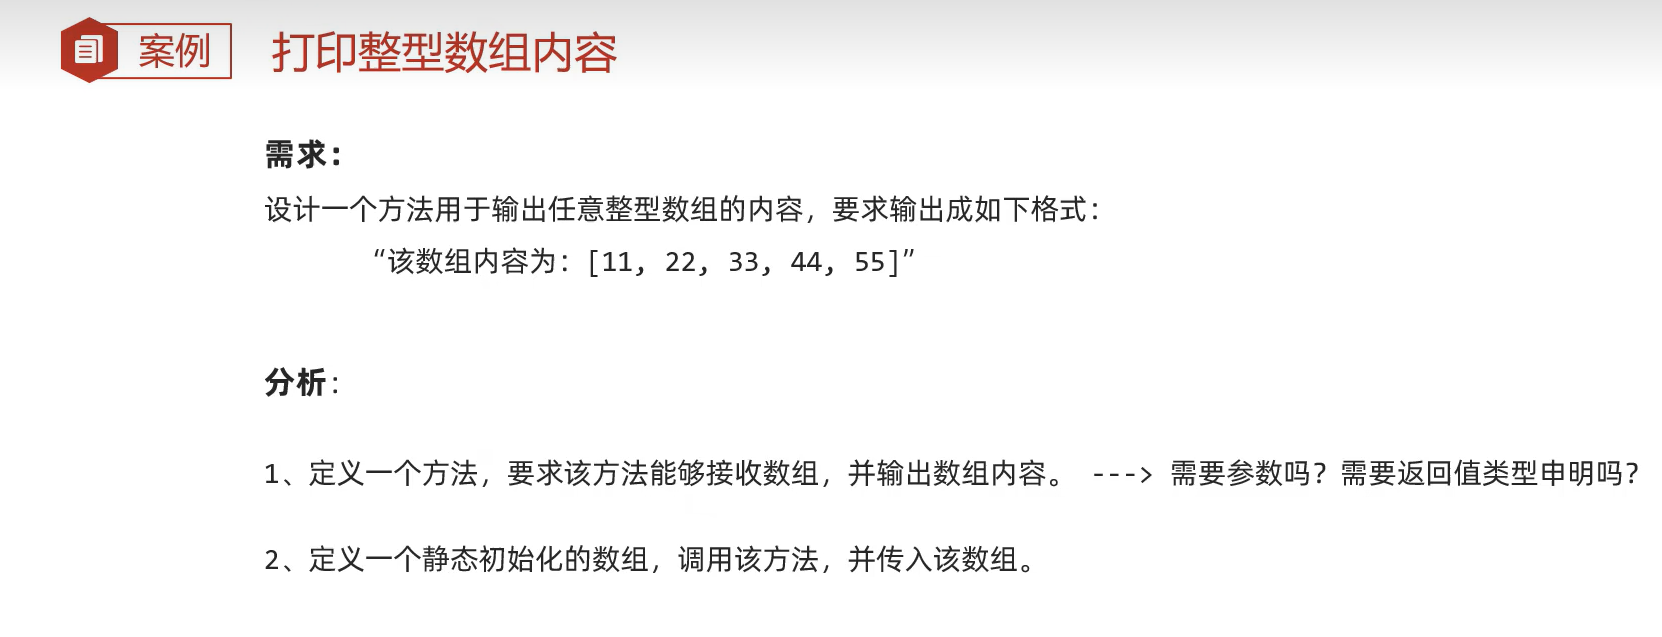 案例 打印整型数组内容
需求：
设计一个方法用于输出任意整型数组的内容，要求输出成如下格式：
“该数组内容为：[11, 22, 33, 44, 55]”
分析：
1、定义一个方法，要求该方法能够接收数组，并输出数组内容。 ---> 需要参数吗？需要返回值类型申明吗？
2、定义一个静态初始化的数组，调用该方法，并传入该数组。